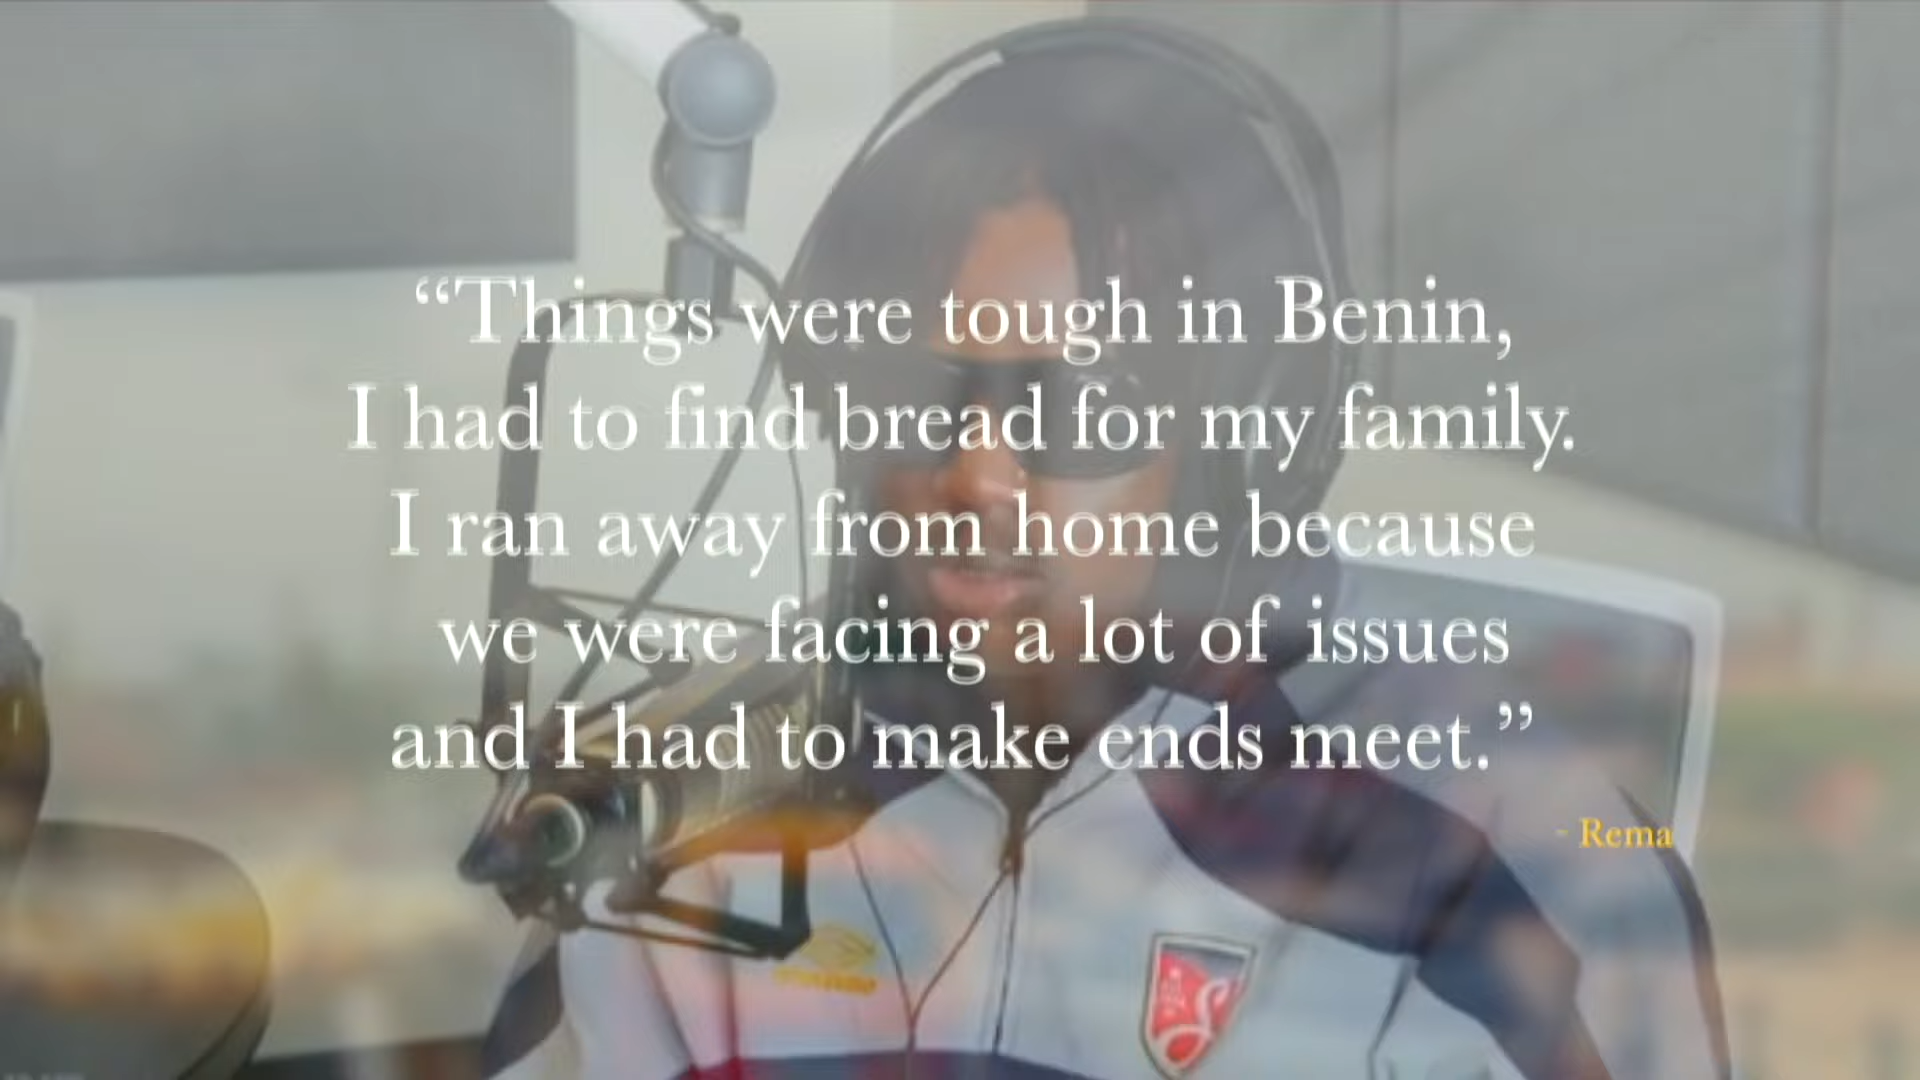 “Things were tough in Benin,
I had to find bread for my family.
I ran away from home because
we were facing a lot of issues
and I had to make ends meet.”
- Rema